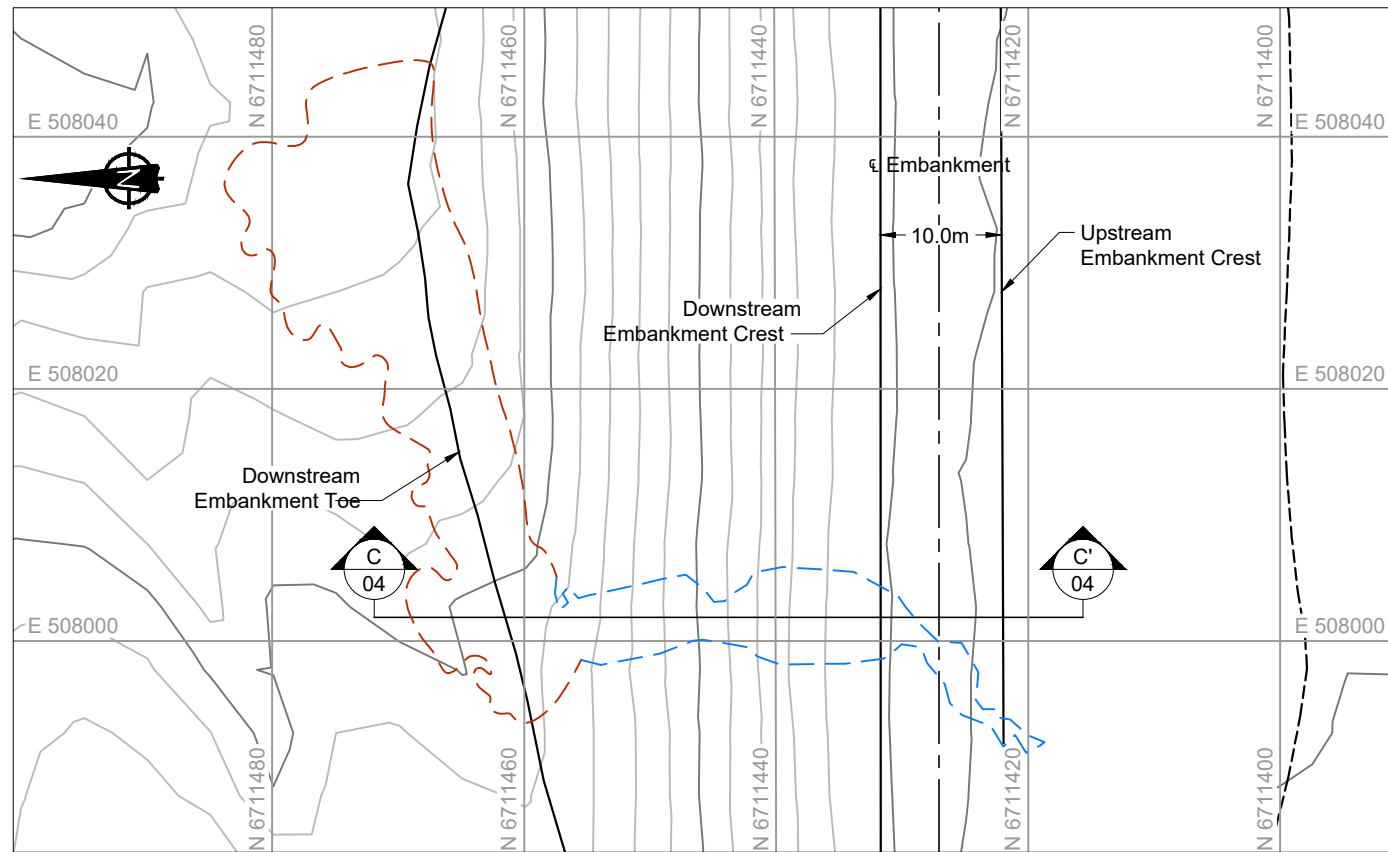 N 6711480
N 6711460
N 6711440
N 6711420
N 6711400
E 508040
E 508040
N
℄ Embankment
10.0m
Upstream
Embankment Crest
Downstream
Embankment Crest
E 508020
E 508020
Downstream
Embankment Toe
C
04
C'
04
E 508000
E 508000
N 6711480
N 6711460
N 6711440
N 6711420
N 6711400